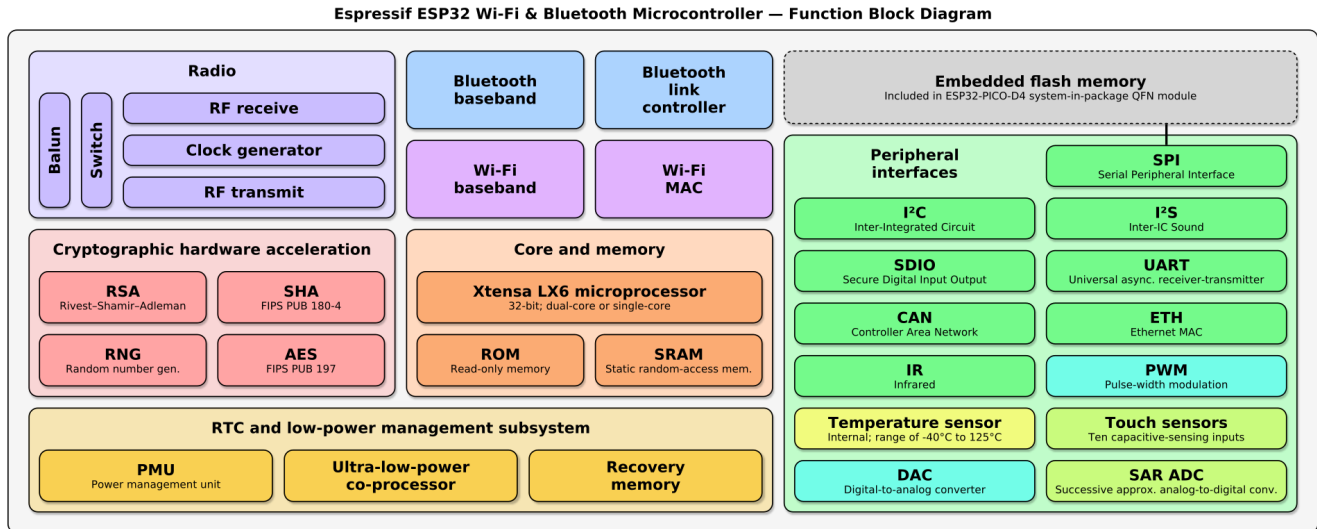 Espressif ESP32 Wi-Fi & Bluetooth Microcontroller — Function Block Diagram
Radio
Balun
Switch
RF receive
Clock generator
RF transmit
Bluetooth
baseband
Bluetooth
link
controller
Wi-Fi
baseband
Wi-Fi
MAC
Embedded flash memory
Included in ESP32-PICO-D4 system-in-package QFN module
Peripheral
interfaces
SPI
Serial Peripheral Interface
I²C
Inter-Integrated Circuit
I²S
Inter-IC Sound
SDIO
Secure Digital Input Output
UART
Universal async. receiver-transmitter
CAN
Controller Area Network
ETH
Ethernet MAC
IR
Infrared
PWM
Pulse-width modulation
Temperature sensor
Internal; range of -40°C to 125°C
Touch sensors
Ten capacitive-sensing inputs
DAC
Digital-to-analog converter
SAR ADC
Successive approx. analog-to-digital conv.
Cryptographic hardware acceleration
RSA
Rivest–Shamir–Adleman
SHA
FIPS PUB 180-4
RNG
Random number gen.
AES
FIPS PUB 197
Core and memory
Xtensa LX6 microprocessor
32-bit; dual-core or single-core
ROM
Read-only memory
SRAM
Static random-access mem.
RTC and low-power management subsystem
PMU
Power management unit
Ultra-low-power
co-processor
Recovery
memory